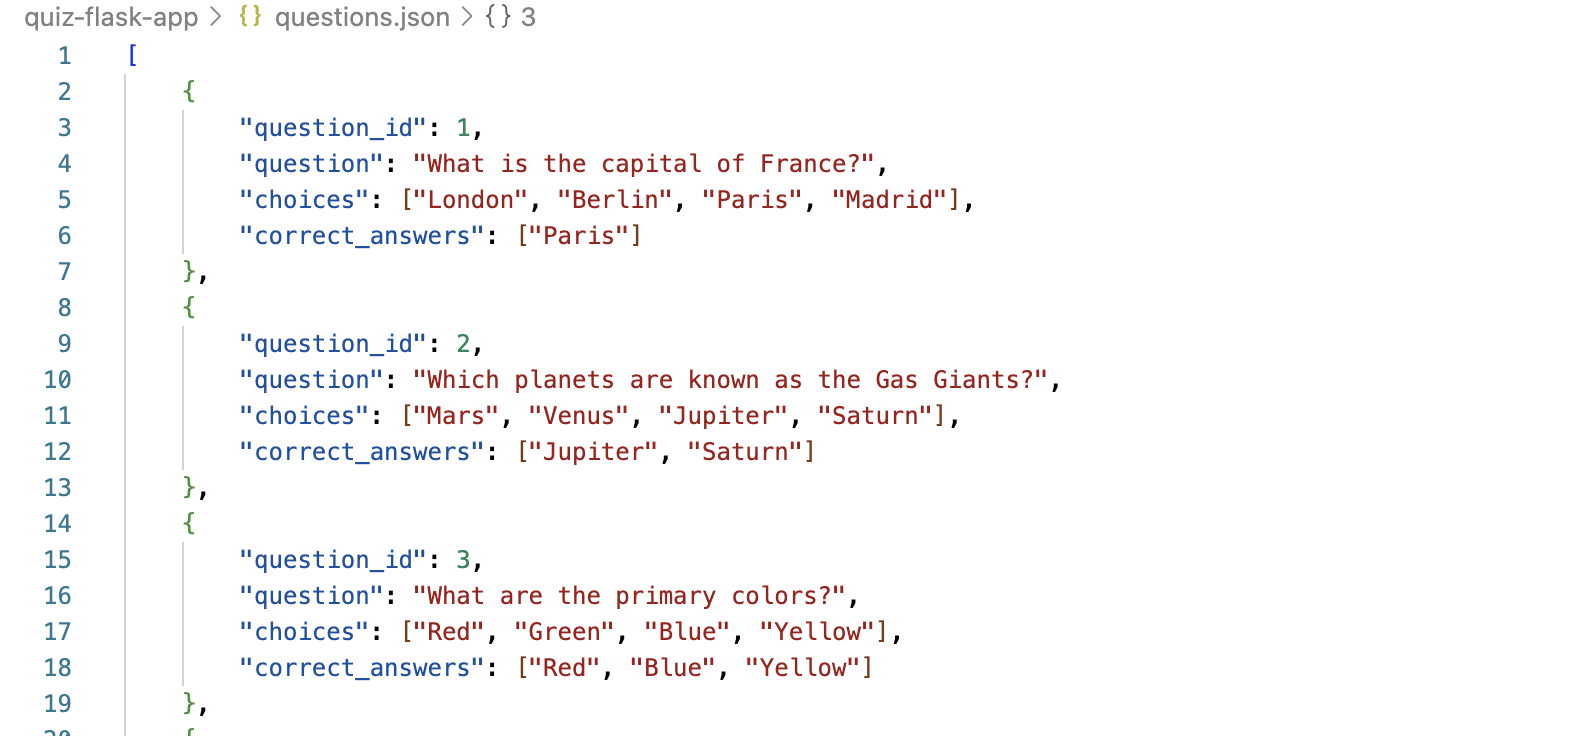 quiz-flask-app > {} questions.json > {} 3
1 [
2 {
3 "question_id": 1,
4 "question": "What is the capital of France?",
5 "choices": ["London", "Berlin", "Paris", "Madrid"],
6 "correct_answers": ["Paris"]
7 },
8 {
9 "question_id": 2,
10 "question": "Which planets are known as the Gas Giants?",
11 "choices": ["Mars", "Venus", "Jupiter", "Saturn"],
12 "correct_answers": ["Jupiter", "Saturn"]
13 },
14 {
15 "question_id": 3,
16 "question": "What are the primary colors?",
17 "choices": ["Red", "Green", "Blue", "Yellow"],
18 "correct_answers": ["Red", "Blue", "Yellow"]
19 },
20 {